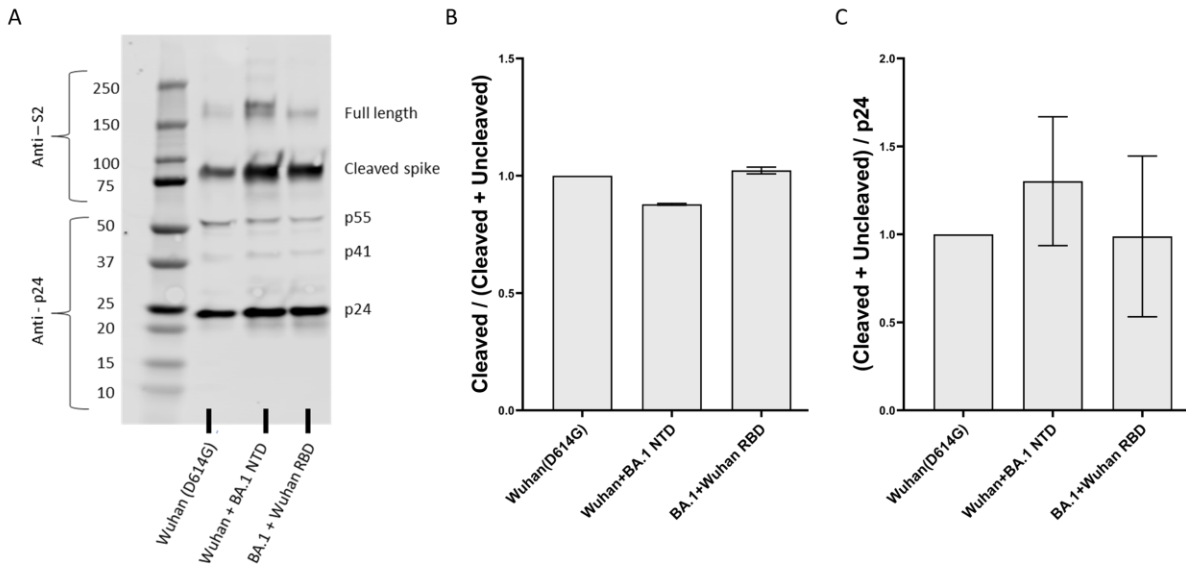 A
Anti – S2
Anti - p24
250
150
100
75
50
37
25
20
15
10
Full length
Cleaved spike
p55
p41
p24
Wuhan (D614G)
Wuhan + BA.1 NTD
BA.1 + Wuhan RBD
B
Cleaved / (Cleaved + Uncleaved)
1.5
1.0
0.5
0.0
Wuhan(D614G)
Wuhan+BA.1 NTD
BA.1+Wuhan RBD
C
(Cleaved + Uncleaved) / p24
2.0
1.5
1.0
0.5
0.0
Wuhan(D614G)
Wuhan+BA.1 NTD
BA.1+Wuhan RBD